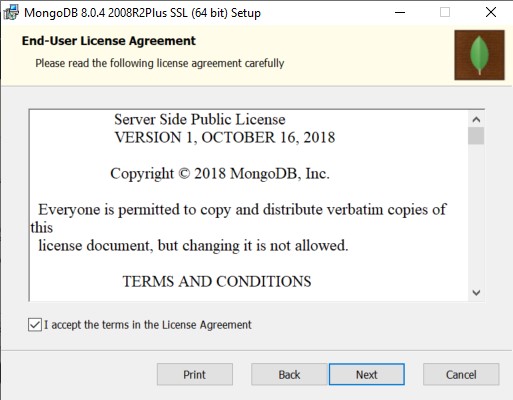 MongoDB 8.0.4 2008R2Plus SSL (64 bit) Setup
End-User License Agreement
Please read the following license agreement carefully
Server Side Public License
VERSION 1, OCTOBER 16, 2018
Copyright © 2018 MongoDB, Inc.
Everyone is permitted to copy and distribute verbatim copies of
this
license document, but changing it is not allowed.
TERMS AND CONDITIONS
I accept the terms in the License Agreement
Print
Back
Next
Cancel